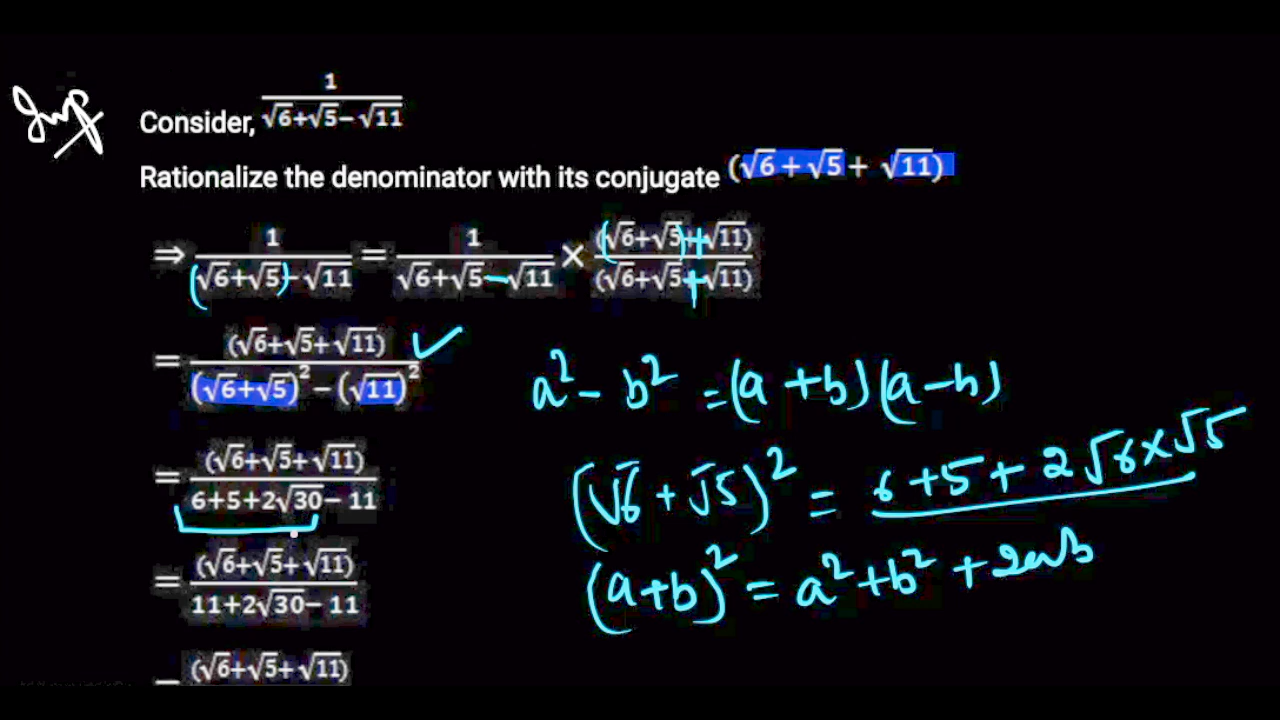 Imp
Consider, 1/(√6+√5−√11)
Rationalize the denominator with its conjugate (√6 + √5 + √11)
⇒ 1/((√6+√5)−√11) = 1/(√6+√5−√11) × ((√6+√5)+√11)/(√6+√5+√11)
= (√6+√5+√11)/((√6+√5)² − (√11)²) ✓
a² − b² = (a + b)(a − b)
= (√6+√5+√11)/(6+5+2√30− 11)
(√6 + √5)² = 6 + 5 + 2√6×√5
= (√6+√5+√11)/(11+2√30− 11)
(a+b)² = a² + b² + 2ab
= (√6+√5+√11)